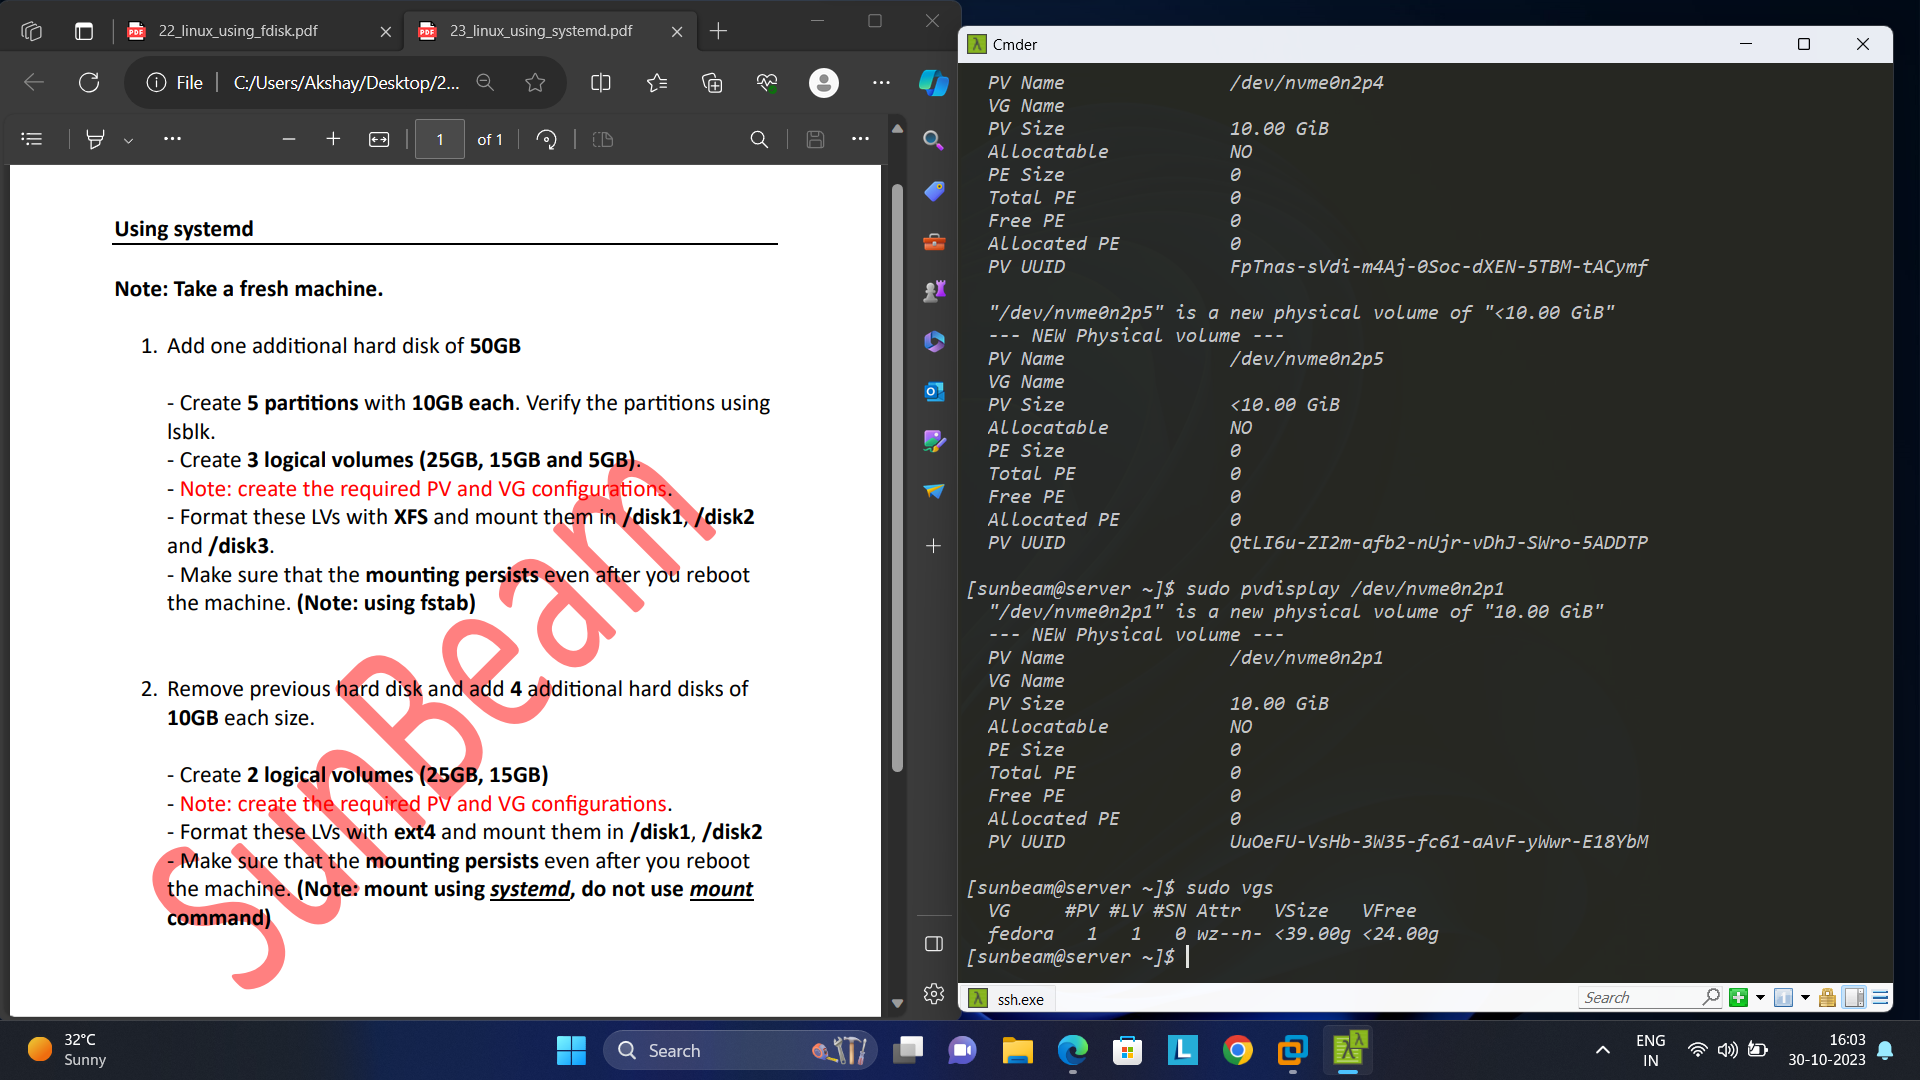 22_linux_using_fdisk.pdf
23_linux_using_systemd.pdf
File
C:/Users/Akshay/Desktop/2...
1
of 1
Using systemd
Note: Take a fresh machine.
1. Add one additional hard disk of 50GB
- Create 5 partitions with 10GB each. Verify the partitions using
lsblk.
- Create 3 logical volumes (25GB, 15GB and 5GB).
- Note: create the required PV and VG configurations.
- Format these LVs with XFS and mount them in /disk1, /disk2
and /disk3.
- Make sure that the mounting persists even after you reboot
the machine. (Note: using fstab)
2. Remove previous hard disk and add 4 additional hard disks of
10GB each size.
- Create 2 logical volumes (25GB, 15GB)
- Note: create the required PV and VG configurations.
- Format these LVs with ext4 and mount them in /disk1, /disk2
- Make sure that the mounting persists even after you reboot
the machine. (Note: mount using systemd, do not use mount
command)
SunBeam
Cmder
PV Name /dev/nvme0n2p4
VG Name
PV Size 10.00 GiB
Allocatable NO
PE Size 0
Total PE 0
Free PE 0
Allocated PE 0
PV UUID FpTnas-sVdi-m4Aj-0Soc-dXEN-5TBM-tACymf
"/dev/nvme0n2p5" is a new physical volume of "<10.00 GiB"
--- NEW Physical volume ---
PV Name /dev/nvme0n2p5
VG Name
PV Size <10.00 GiB
Allocatable NO
PE Size 0
Total PE 0
Free PE 0
Allocated PE 0
PV UUID QtLI6u-ZI2m-afb2-nUjr-vDhJ-SWro-5ADDTP
[sunbeam@server ~]$ sudo pvdisplay /dev/nvme0n2p1
"/dev/nvme0n2p1" is a new physical volume of "10.00 GiB"
--- NEW Physical volume ---
PV Name /dev/nvme0n2p1
VG Name
PV Size 10.00 GiB
Allocatable NO
PE Size 0
Total PE 0
Free PE 0
Allocated PE 0
PV UUID UuOeFU-VsHb-3W35-fc61-aAvF-yWwr-E18YbM
[sunbeam@server ~]$ sudo vgs
VG #PV #LV #SN Attr VSize VFree
fedora 1 1 0 wz--n- <39.00g <24.00g
[sunbeam@server ~]$
ssh.exe
Search
32°C
Sunny
Search
ENG
IN
16:03
30-10-2023